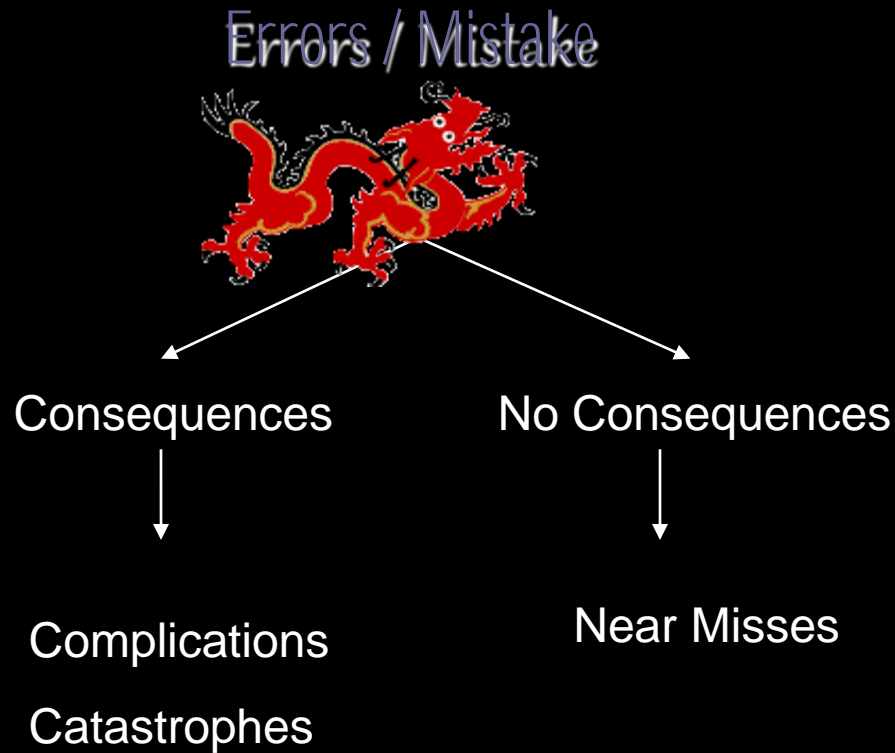 Errors / Mistake
Consequences
No Consequences
Complications
Near Misses
Catastrophes